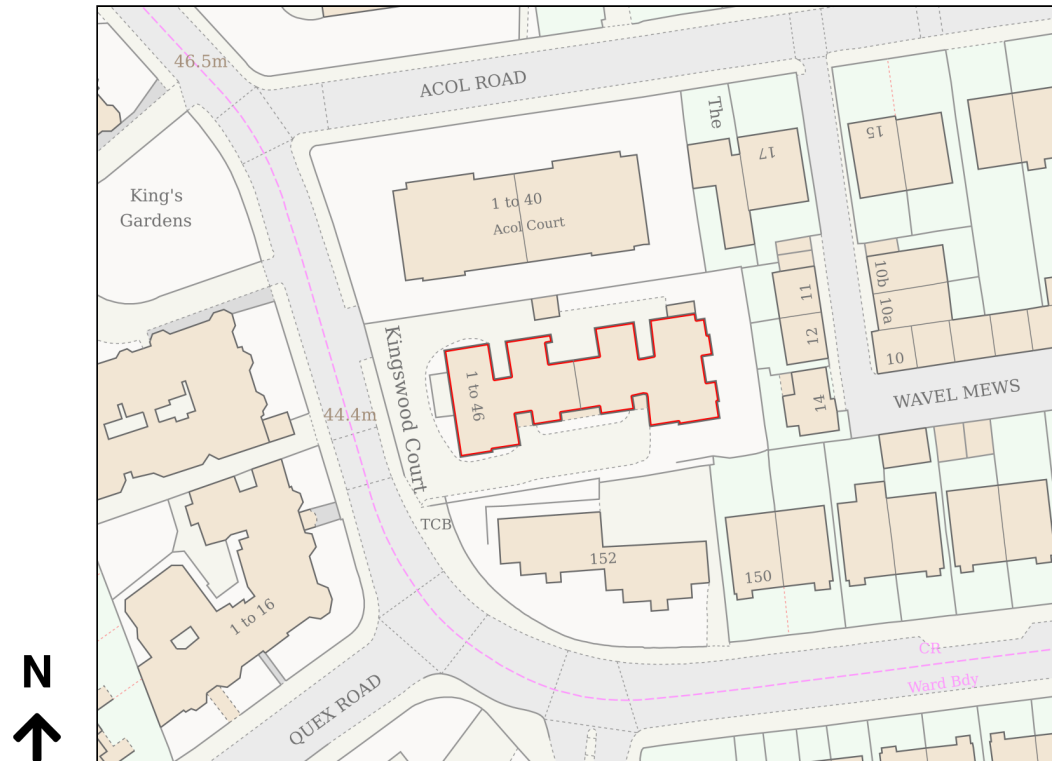 46.5m
ACOL ROAD
The
17
15
King's
Gardens
1 to 40
Acol Court
10b
10a
11
12
10
Kingswood Court
1 to 46
14
WAVEL MEWS
44.4m
TCB
152
150
1 to 16
QUEX ROAD
CR
Ward Bdy
N